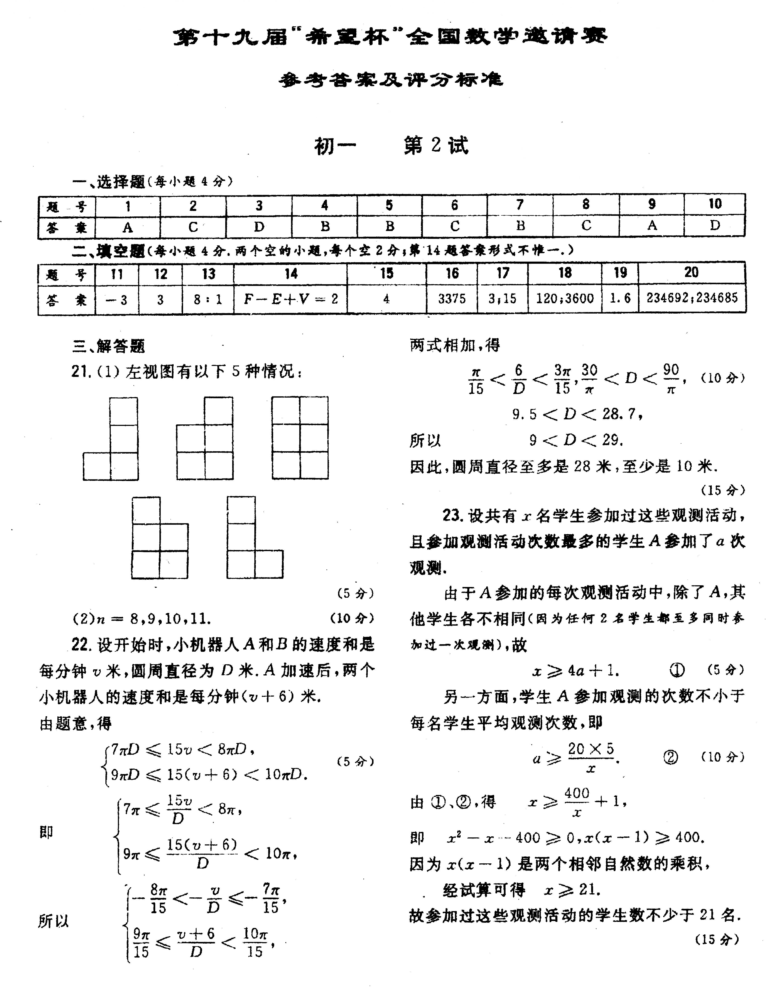 第十九届“希望杯”全国数学邀请赛
参考答案及评分标准
初一 第2试
一、选择题(每小题4分)
题 号 1 2 3 4 5 6 7 8 9 10
答 案 A C D B B C B C A D
二、填空题(每小题4分.两个空的小题,每个空2分;第14题答案形式不惟一.)
题 号 11 12 13 14 15 16 17 18 19 20
答 案 -3 3 8:1 F-E+V=2 4 3375 3;15 120;3600 1.6 234692;234685
三、解答题
21.(1)左视图有以下5种情况:
(5分)
(2)n=8,9,10,11. (10分)
22.设开始时,小机器人A和B的速度和是
每分钟v米,圆周直径为D米.A加速后,两个
小机器人的速度和是每分钟(v+6)米.
由题意,得
{7πD≤15v<8πD,
9πD≤15(v+6)<10πD. (5分)
即 {7π≤15v/D<8π,
9π≤15(v+6)/D<10π,
所以 {-8π/15<-v/D≤-7π/15,
9π/15≤(v+6)/D<10π/15,
两式相加,得
π/15<6/D<3π/15,30/π<D<90/π, (10分)
9.5<D<28.7,
所以 9<D<29.
因此,圆周直径至多是28米,至少是10米.
(15分)
23.设共有x名学生参加过这些观测活动,
且参加观测活动次数最多的学生A参加了a次
观测.
由于A参加的每次观测活动中,除了A,其
他学生各不相同(因为任何2名学生都至多同时参
加过一次观测),故
x≥4a+1. ① (5分)
另一方面,学生A参加观测的次数不小于
每名学生平均观测次数,即
a≥20×5/x. ② (10分)
由①、②,得 x≥400/x+1,
即 x²-x-400≥0,x(x-1)≥400.
因为x(x-1)是两个相邻自然数的乘积,
经试算可得 x≥21.
故参加过这些观测活动的学生数不少于21名.
(15分)